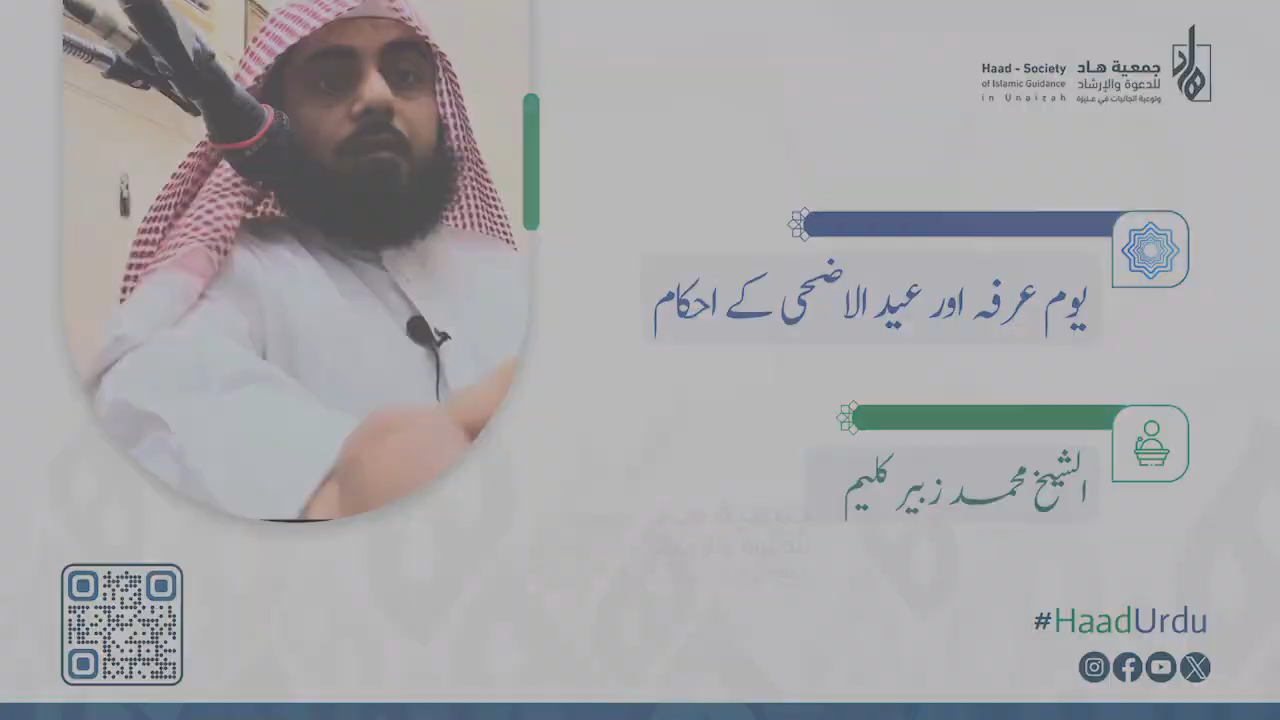 Haad - Society
of Islamic Guidance
in Unaizah
جمعية هاد
للدعوة والإرشاد
وتوعية الجاليات في عنيزة
یوم عرفہ اور عید الاضحی کے احکام
الشیخ محمد زبیر کلیم
#HaadUrdu